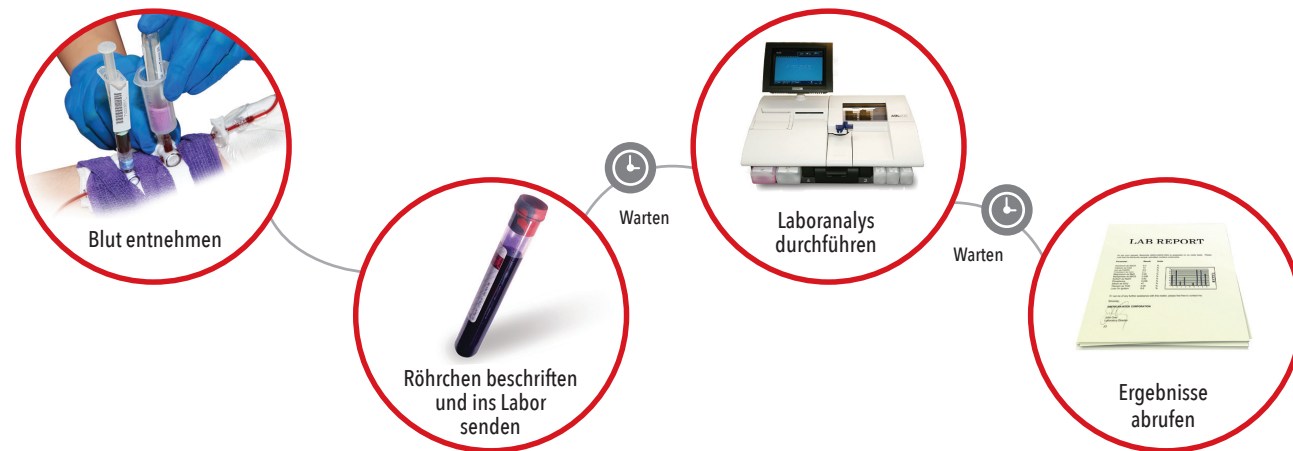 Blut entnehmen
Röhrchen beschriften
und ins Labor
senden
Warten
Laboranalys
durchführen
Warten
LAB REPORT
Ergebnisse
abrufen